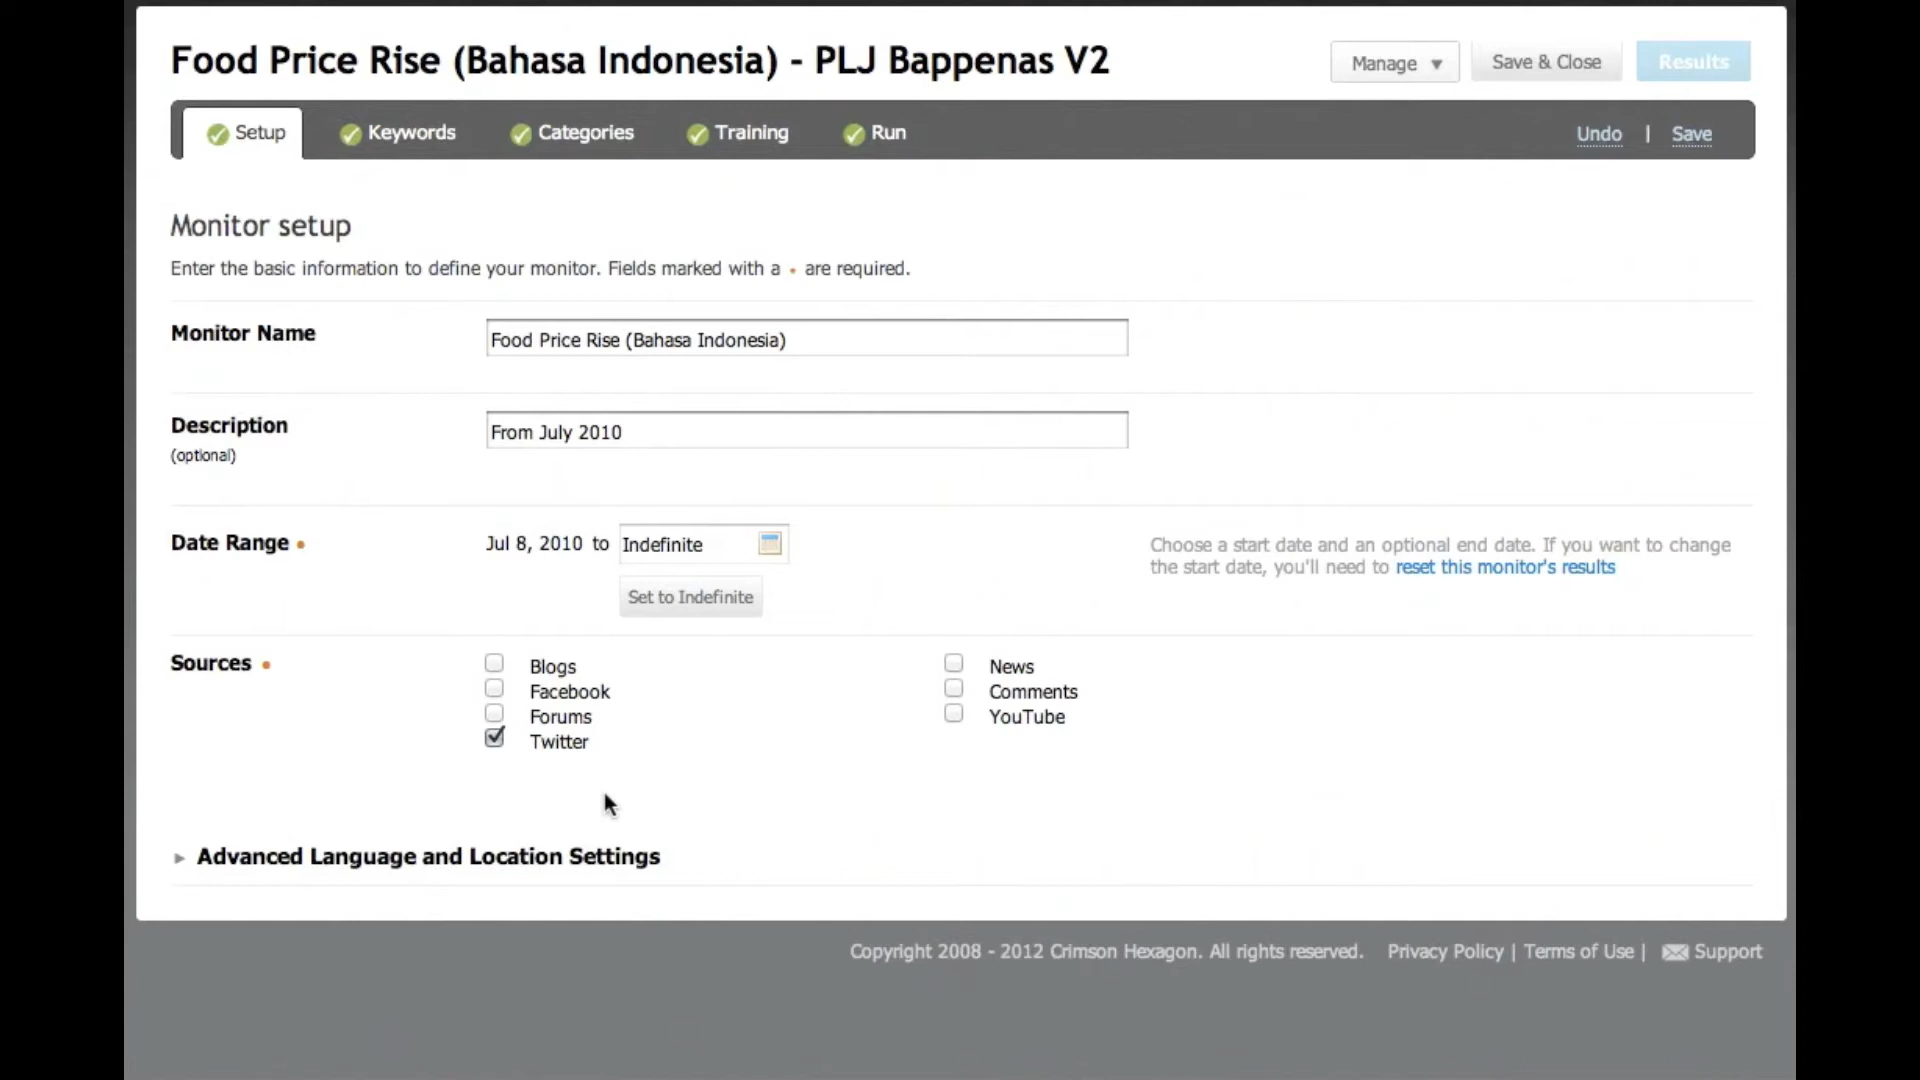 Food Price Rise (Bahasa Indonesia) - PLJ Bappenas V2
Manage ▼ Save & Close Results
Setup Keywords Categories Training Run Undo | Save
Monitor setup
Enter the basic information to define your monitor. Fields marked with a • are required.
Monitor Name Food Price Rise (Bahasa Indonesia)
Description From July 2010
(optional)
Date Range • Jul 8, 2010 to Indefinite
Set to Indefinite
Choose a start date and an optional end date. If you want to change
the start date, you'll need to reset this monitor's results
Sources •
Blogs
Facebook
Forums
Twitter
News
Comments
YouTube
Advanced Language and Location Settings
Copyright 2008 - 2012 Crimson Hexagon. All rights reserved. Privacy Policy | Terms of Use | Support